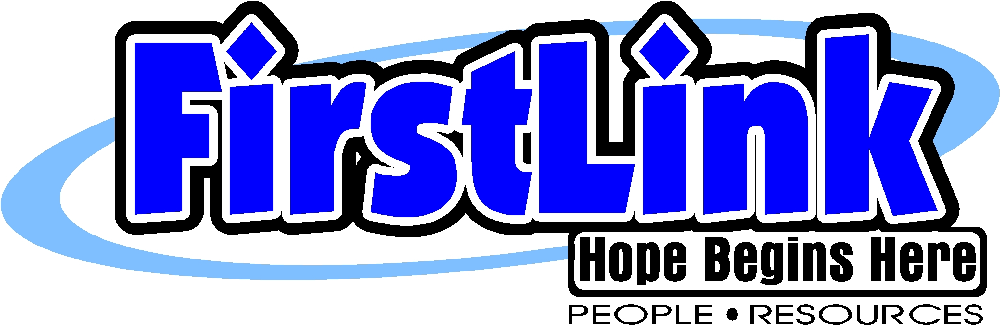 FirstLink
Hope Begins Here
PEOPLE • RESOURCES